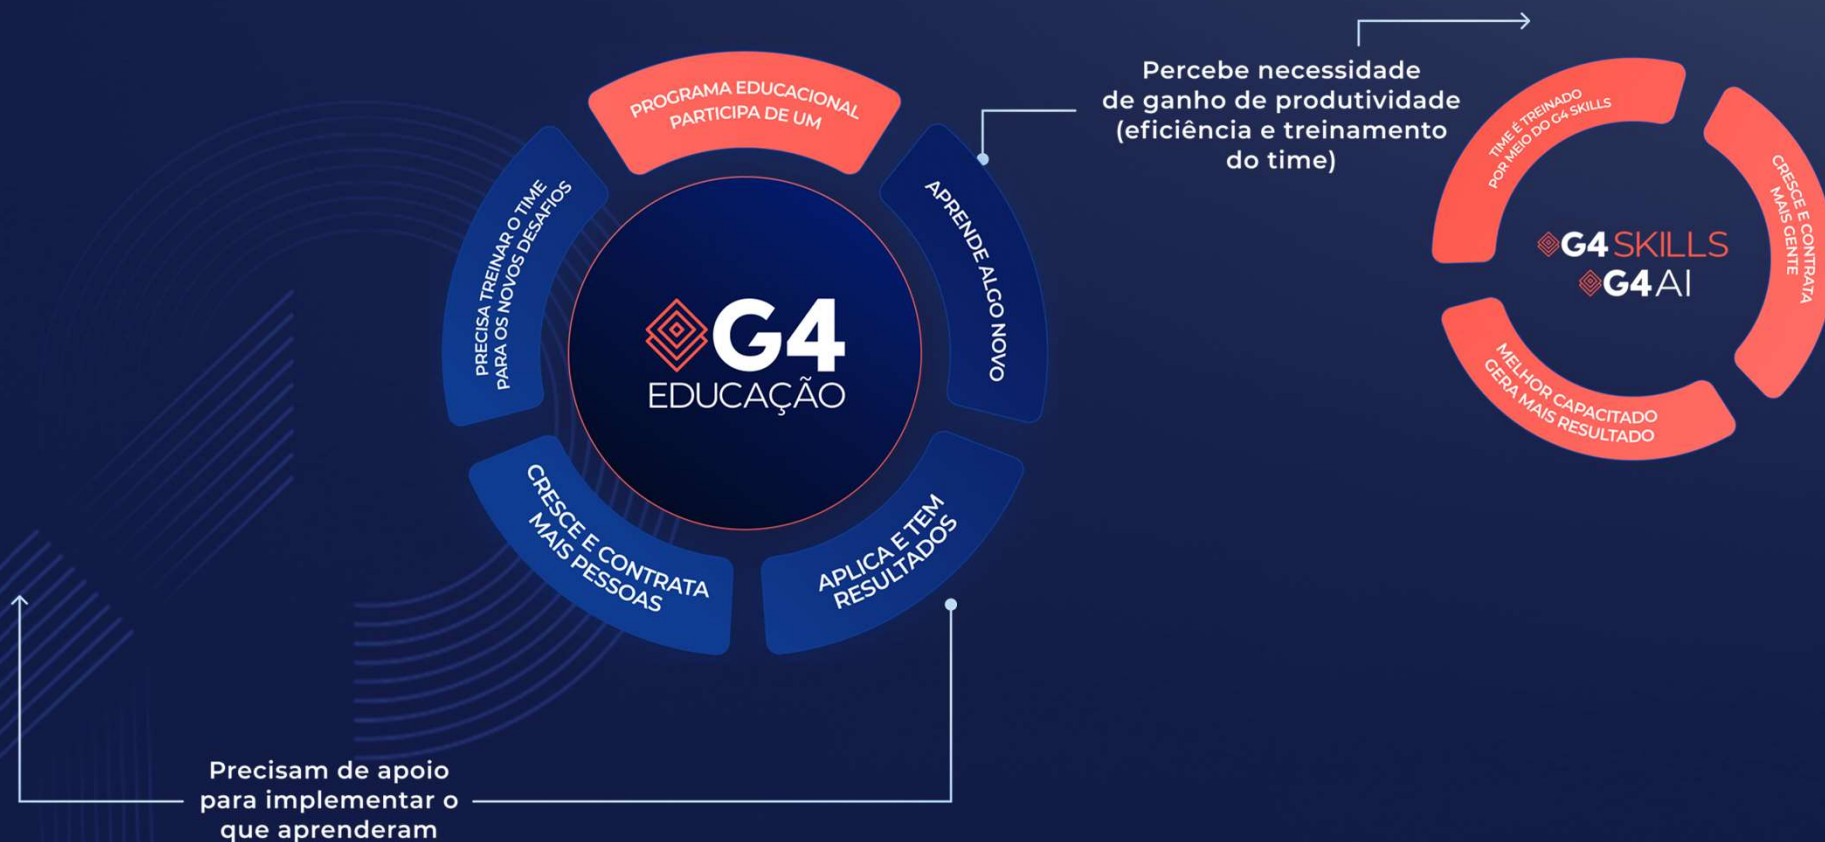 PROGRAMA EDUCACIONAL
PARTICIPA DE UM
APRENDE ALGO NOVO
APLICA E TEM
RESULTADOS
CRESCE E CONTRATA
MAIS PESSOAS
PRECISA TREINAR O TIME
PARA OS NOVOS DESAFIOS
G4
EDUCAÇÃO
Percebe necessidade
de ganho de produtividade
(eficiência e treinamento
do time)
TIME É TREINADO
POR MEIO DO G4 SKILLS
CRESCE E CONTRATA
MAIS GENTE
MELHOR CAPACITADO
GERA MAIS RESULTADO
G4 SKILLS
G4 AI
Precisam de apoio
para implementar o
que aprenderam